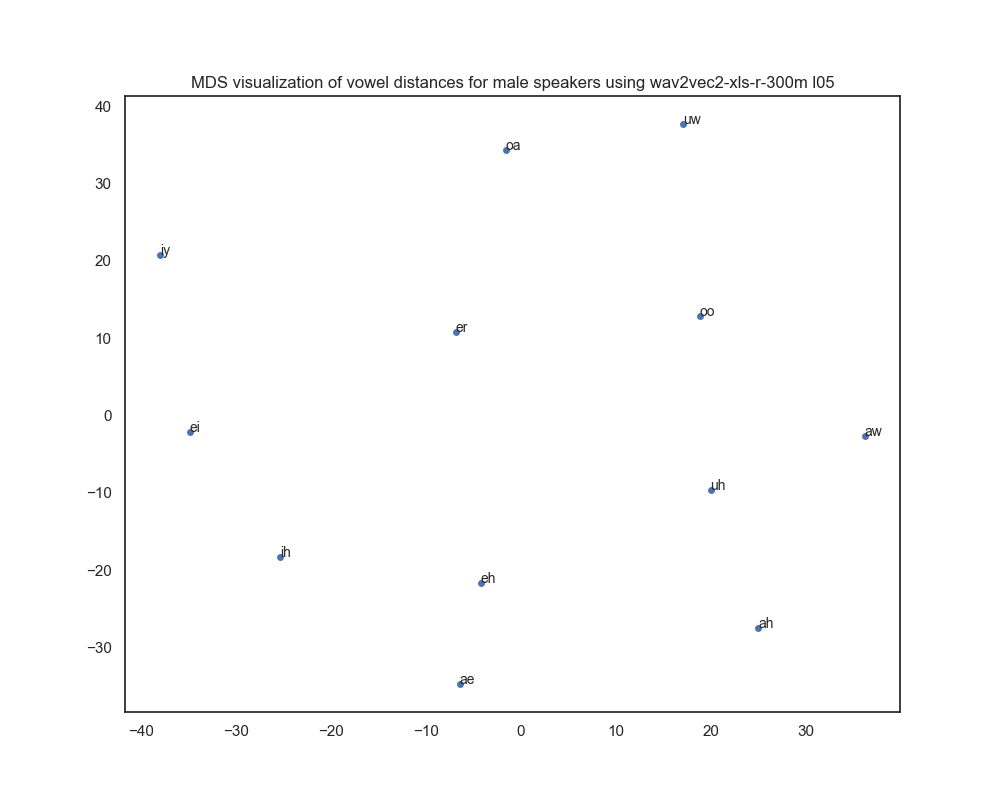 MDS visualization of vowel distances for male speakers using wav2vec2-xls-r-300m l05
40
uw
oa
30
iy
20
oo
er
10
0
ei
aw
−10
uh
ih
−20
eh
ah
−30
ae
−40 −30 −20 −10 0 10 20 30